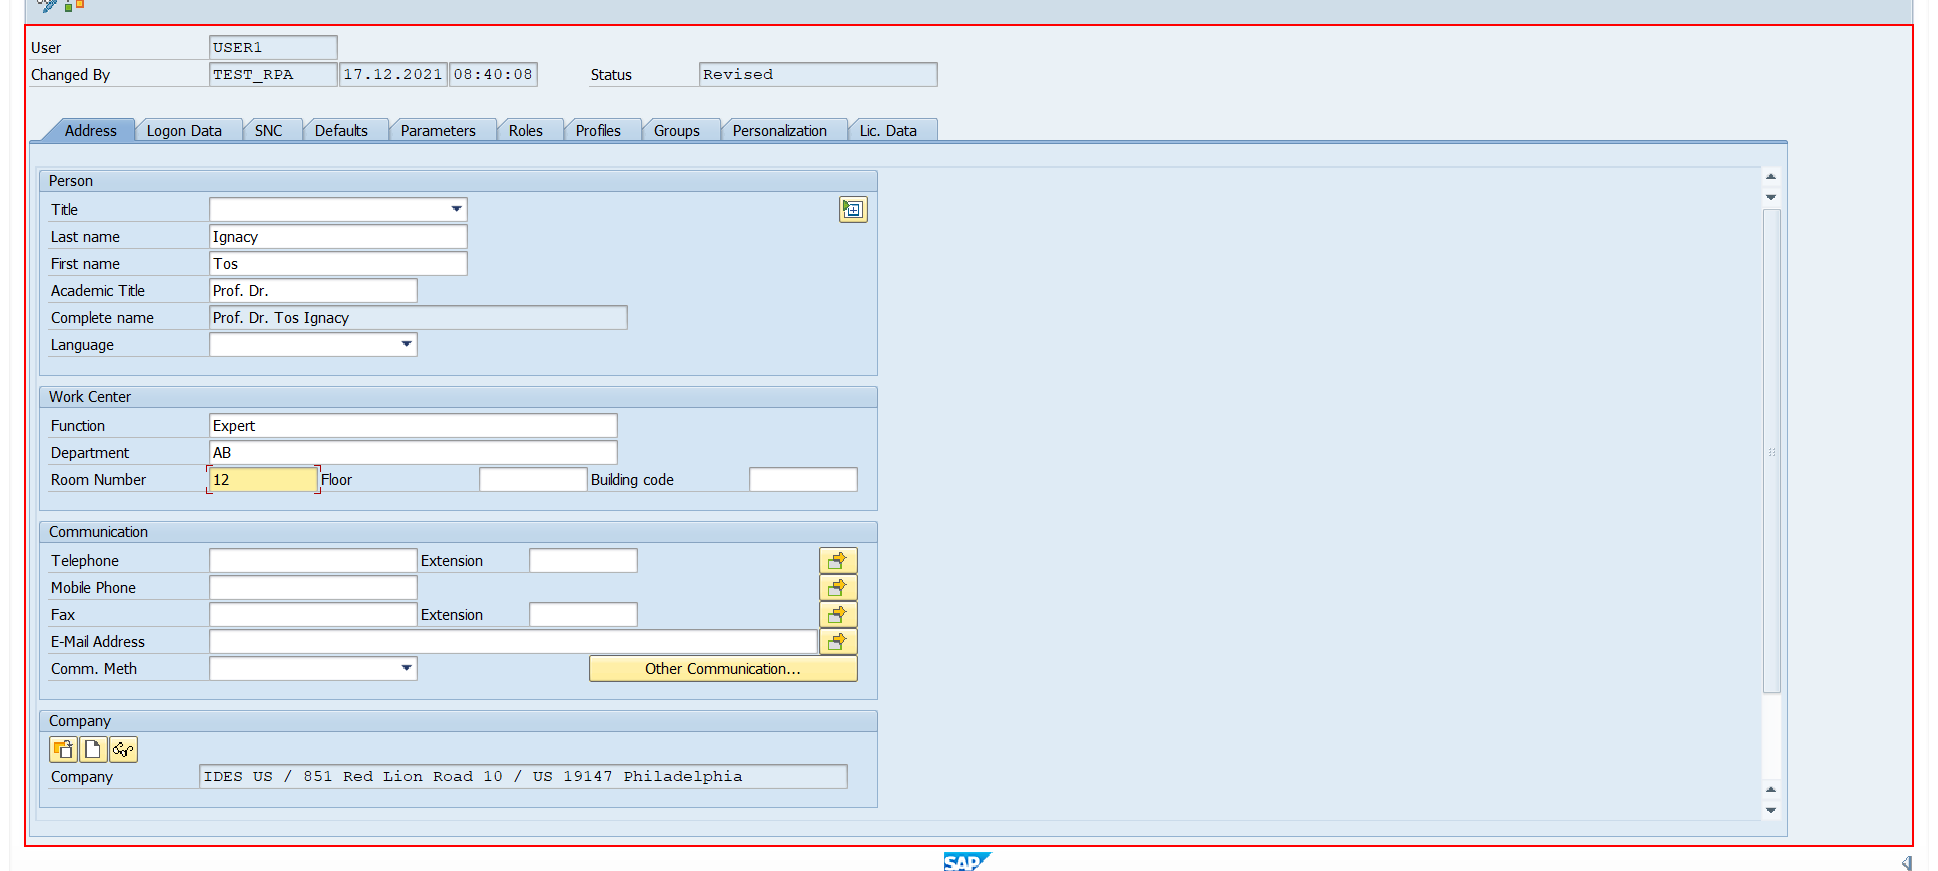 User USER1
Changed By TEST_RPA 17.12.2021 08:40:08 Status Revised
Address Logon Data SNC Defaults Parameters Roles Profiles Groups Personalization Lic. Data
Person
Title
Last name Ignacy
First name Tos
Academic Title Prof. Dr.
Complete name Prof. Dr. Tos Ignacy
Language
Work Center
Function Expert
Department AB
Room Number 12 Floor Building code
Communication
Telephone Extension
Mobile Phone
Fax Extension
E-Mail Address
Comm. Meth Other Communication...
Company
Company IDES US / 851 Red Lion Road 10 / US 19147 Philadelphia
SAP